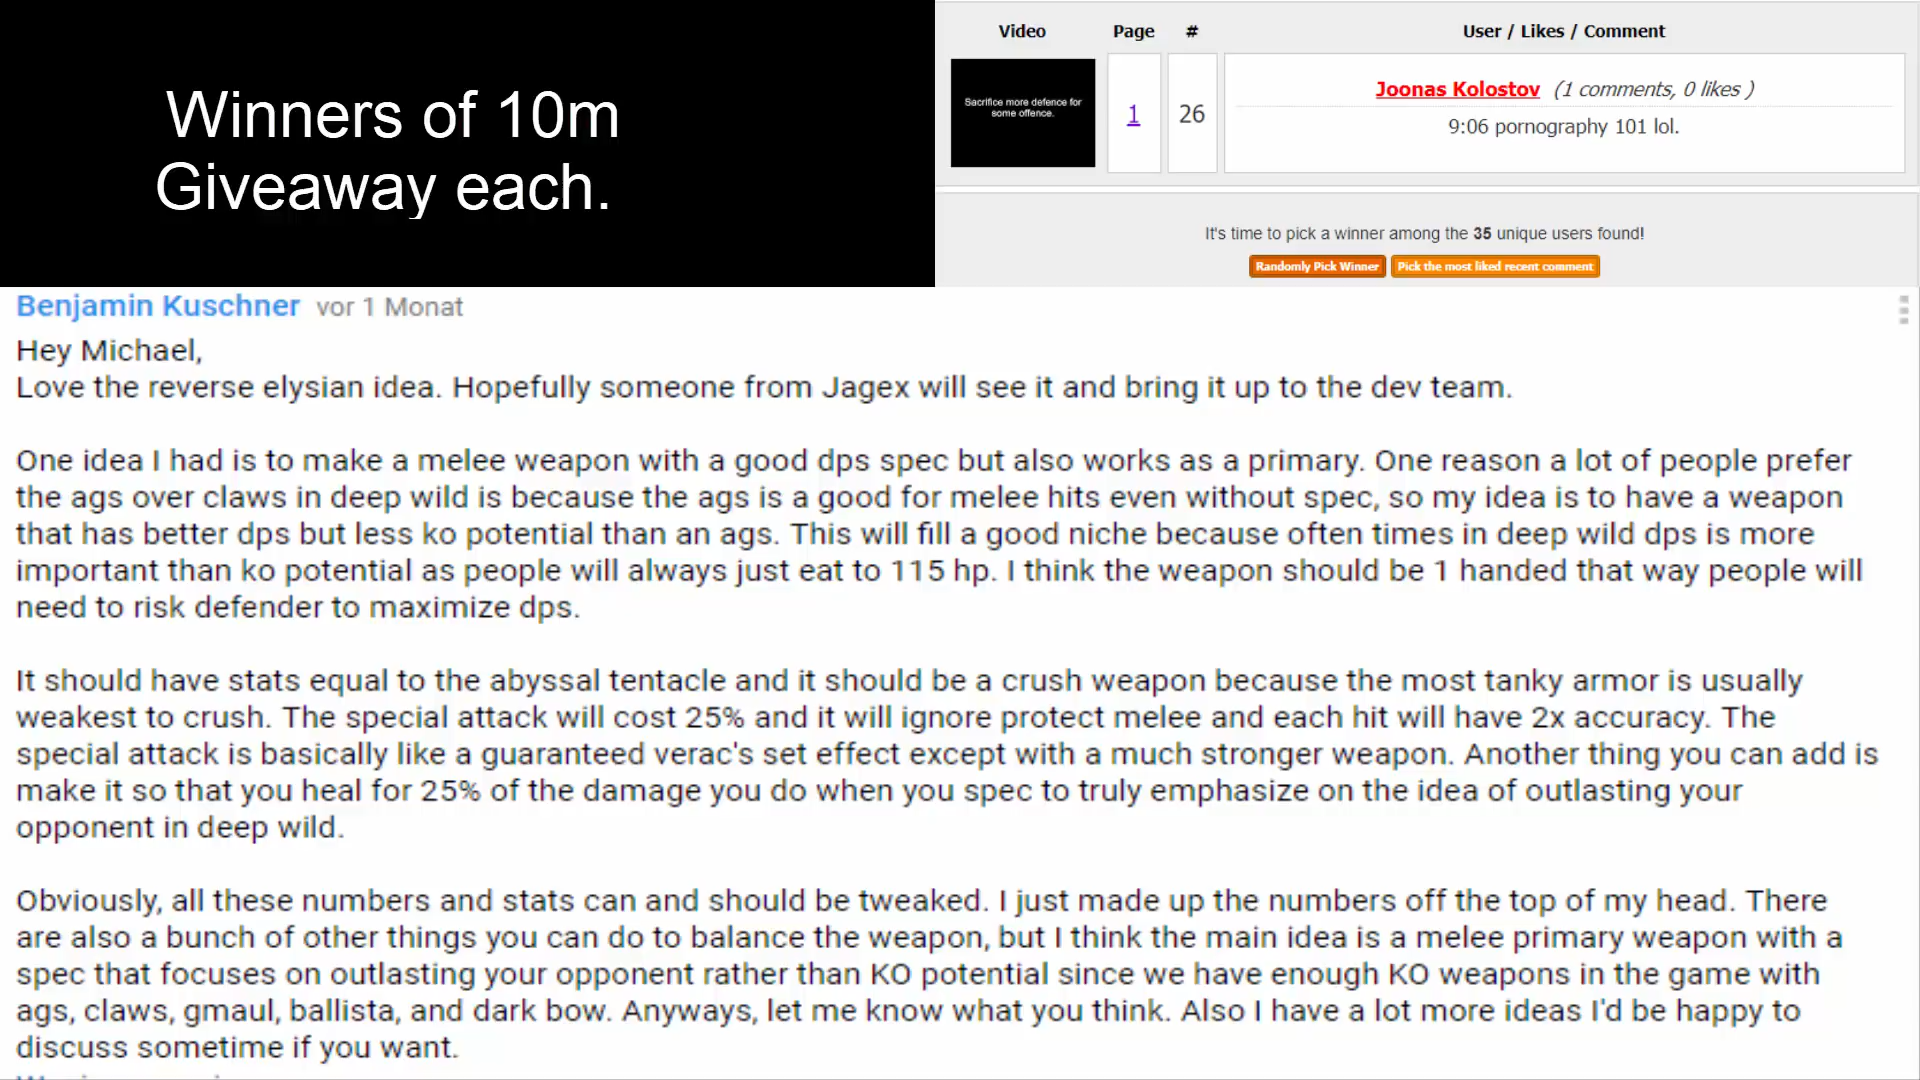 Winners of 10m
Giveaway each.
Video Page # User / Likes / Comment
Sacrifice more defence for
some offence.
1 26
Joonas Kolostov (1 comments, 0 likes )
9:06 pornography 101 lol.
It's time to pick a winner among the 35 unique users found!
Randomly Pick Winner Pick the most liked recent comment
Benjamin Kuschner vor 1 Monat
Hey Michael,
Love the reverse elysian idea. Hopefully someone from Jagex will see it and bring it up to the dev team.
One idea I had is to make a melee weapon with a good dps spec but also works as a primary. One reason a lot of people prefer
the ags over claws in deep wild is because the ags is a good for melee hits even without spec, so my idea is to have a weapon
that has better dps but less ko potential than an ags. This will fill a good niche because often times in deep wild dps is more
important than ko potential as people will always just eat to 115 hp. I think the weapon should be 1 handed that way people will
need to risk defender to maximize dps.
It should have stats equal to the abyssal tentacle and it should be a crush weapon because the most tanky armor is usually
weakest to crush. The special attack will cost 25% and it will ignore protect melee and each hit will have 2x accuracy. The
special attack is basically like a guaranteed verac's set effect except with a much stronger weapon. Another thing you can add is
make it so that you heal for 25% of the damage you do when you spec to truly emphasize on the idea of outlasting your
opponent in deep wild.
Obviously, all these numbers and stats can and should be tweaked. I just made up the numbers off the top of my head. There
are also a bunch of other things you can do to balance the weapon, but I think the main idea is a melee primary weapon with a
spec that focuses on outlasting your opponent rather than KO potential since we have enough KO weapons in the game with
ags, claws, gmaul, ballista, and dark bow. Anyways, let me know what you think. Also I have a lot more ideas I'd be happy to
discuss sometime if you want.